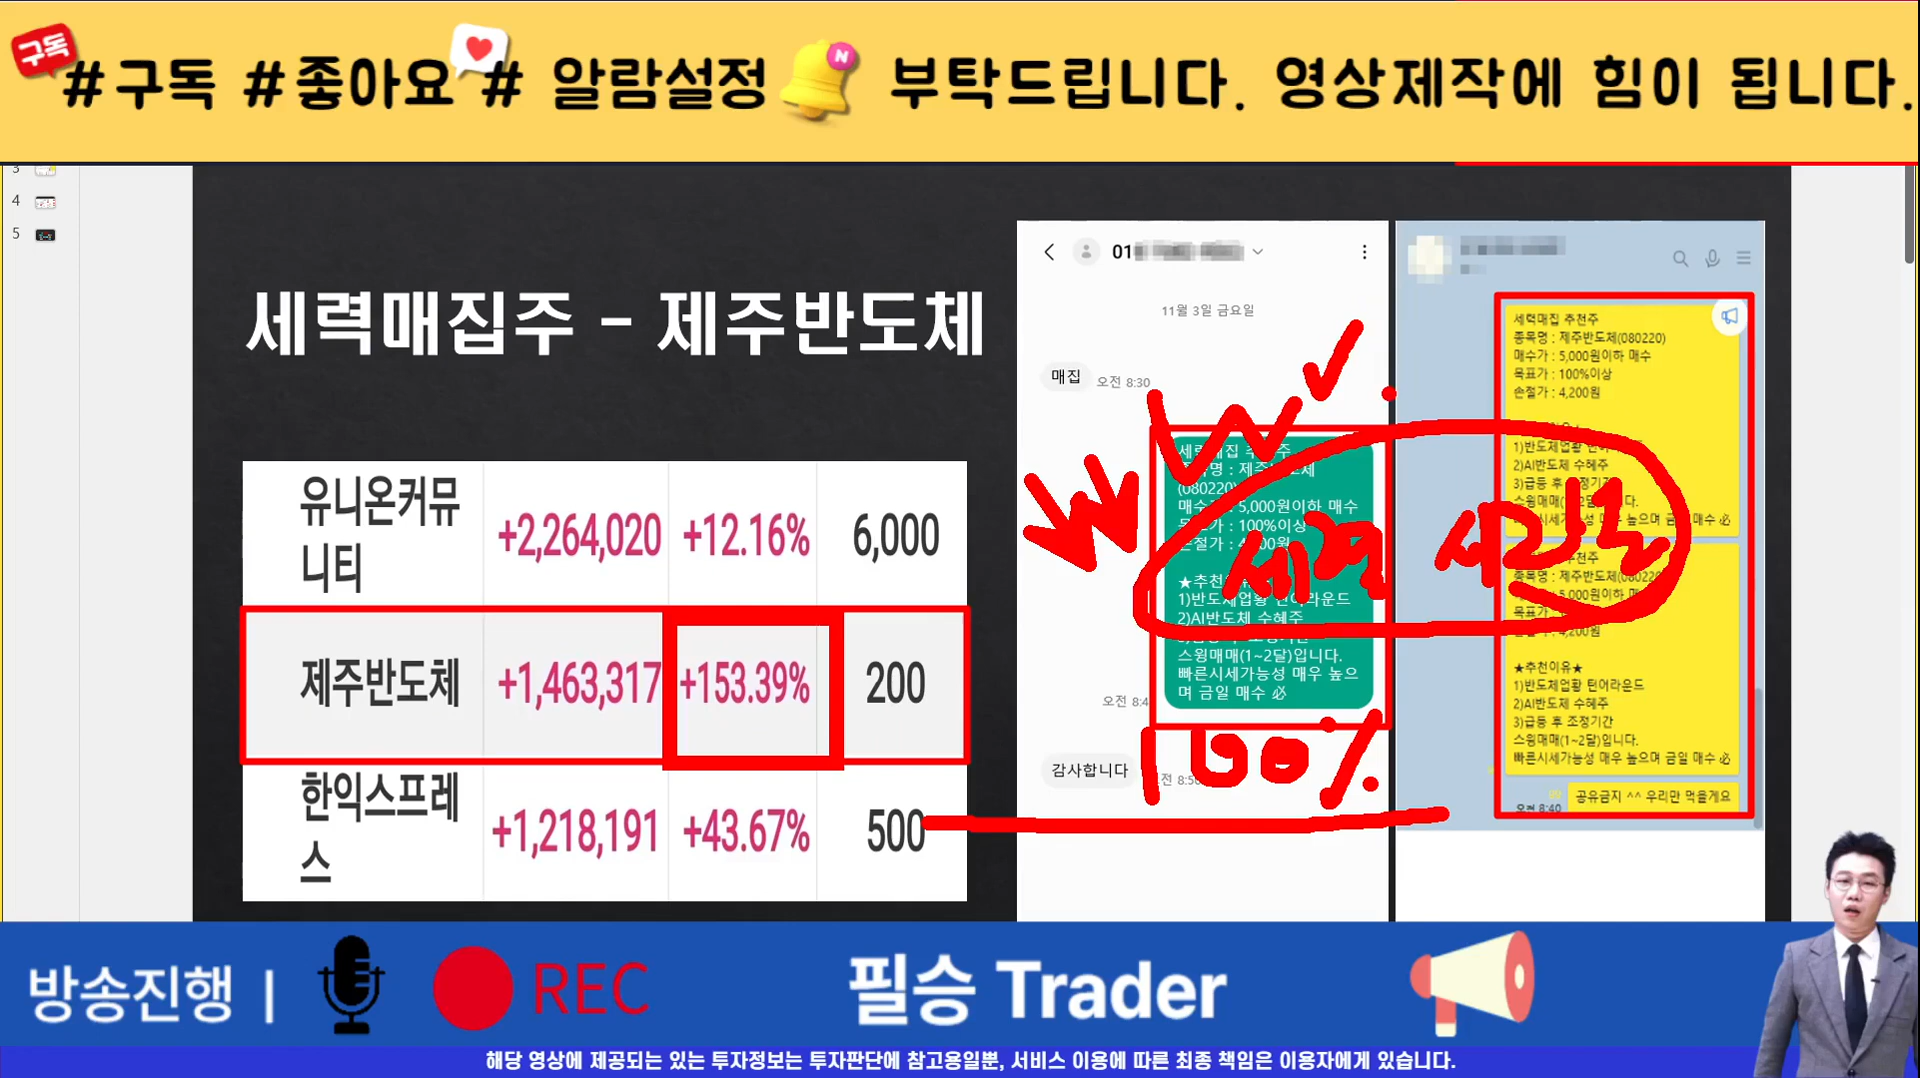 구독
#구독 #좋아요 # 알람설정 N 부탁드립니다. 영상제작에 힘이 됩니다.
3
4
5
세력매집주 - 제주반도체
유니온커뮤니티 +2,264,020 +12.16% 6,000
제주반도체 +1,463,317 +153.39% 200
한익스프레스 +1,218,191 +43.67% 500
01
11월 3일 금요일
매집 오전 8:30
(080220)
5,000원이하 매수
100%이상
2)AI반도체 수혜주
스윙매매(1~2달)입니다.
빠른시세가능성 매우 높으
며 금일 매수 必
오전 8:4
100%
감사합니다
세력
세력매집 추천주
종목명 : 제주반도체(080220)
매수가 : 5,000원이하 매수
목표가 : 100%이상
손절가 : 4,200원
2)AI반도체 수혜주
★추천이유★
1)반도체업황 턴어라운드
2)AI반도체 수혜주
3)급등 후 조정기간
스윙매매(1~2달)입니다.
빠른시세가능성 매우 높으며 금일 매수 必
공유금지 ^^ 우리만 먹을게요
오전 8:40
방송진행 | REC 필승 Trader
해당 영상에 제공되는 있는 투자정보는 투자판단에 참고용일뿐, 서비스 이용에 따른 최종 책임은 이용자에게 있습니다.